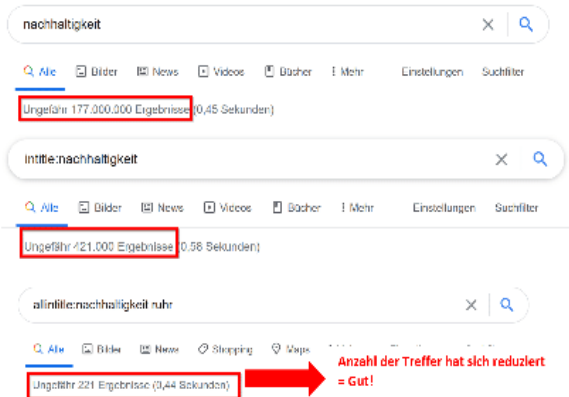 nachhaltigkeit
Alle Bilder News Videos Bücher Mehr Einstellungen Suchfilter
Ungefähr 177.000.000 Ergebnisse (0,45 Sekunden)
intitle:nachhaltigkeit
Alle Bilder News Videos Bücher Mehr Einstellungen Suchfilter
Ungefähr 421.000 Ergebnisse (0,58 Sekunden)
allintitle:nachhaltigkeit ruhr
Alle Bilder News Shopping Maps
Anzahl der Treffer hat sich reduziert
= Gut!
Ungefähr 221 Ergebnisse (0,44 Sekunden)